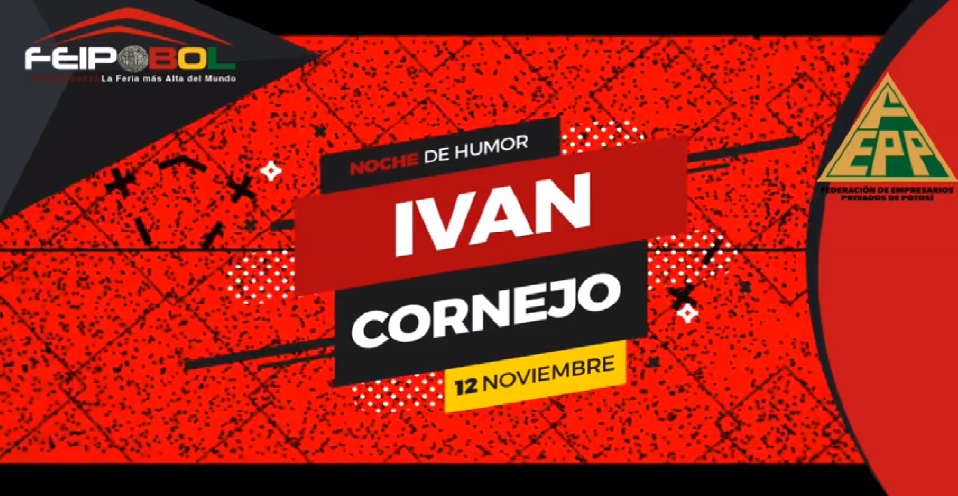 FEIPOBOL
La Feria más Alta del Mundo
NOCHE DE HUMOR
IVAN
CORNEJO
12 NOVIEMBRE
FEPP
FEDERACIÓN DE EMPRESARIOS
PRIVADOS DE POTOSÍ